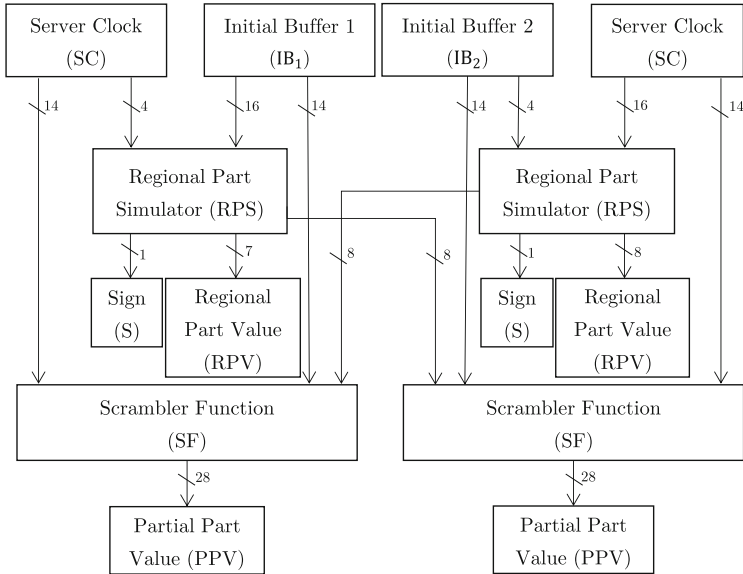 Server Clock
(SC)
Initial Buffer 1
(IB₁)
Initial Buffer 2
(IB₂)
Server Clock
(SC)
14
4
16
14
14
4
16
14
Regional Part
Simulator (RPS)
Regional Part
Simulator (RPS)
1
7
8
8
1
8
Sign
(S)
Regional
Part Value
(RPV)
Sign
(S)
Regional
Part Value
(RPV)
Scrambler Function
(SF)
Scrambler Function
(SF)
28
28
Partial Part
Value (PPV)
Partial Part
Value (PPV)